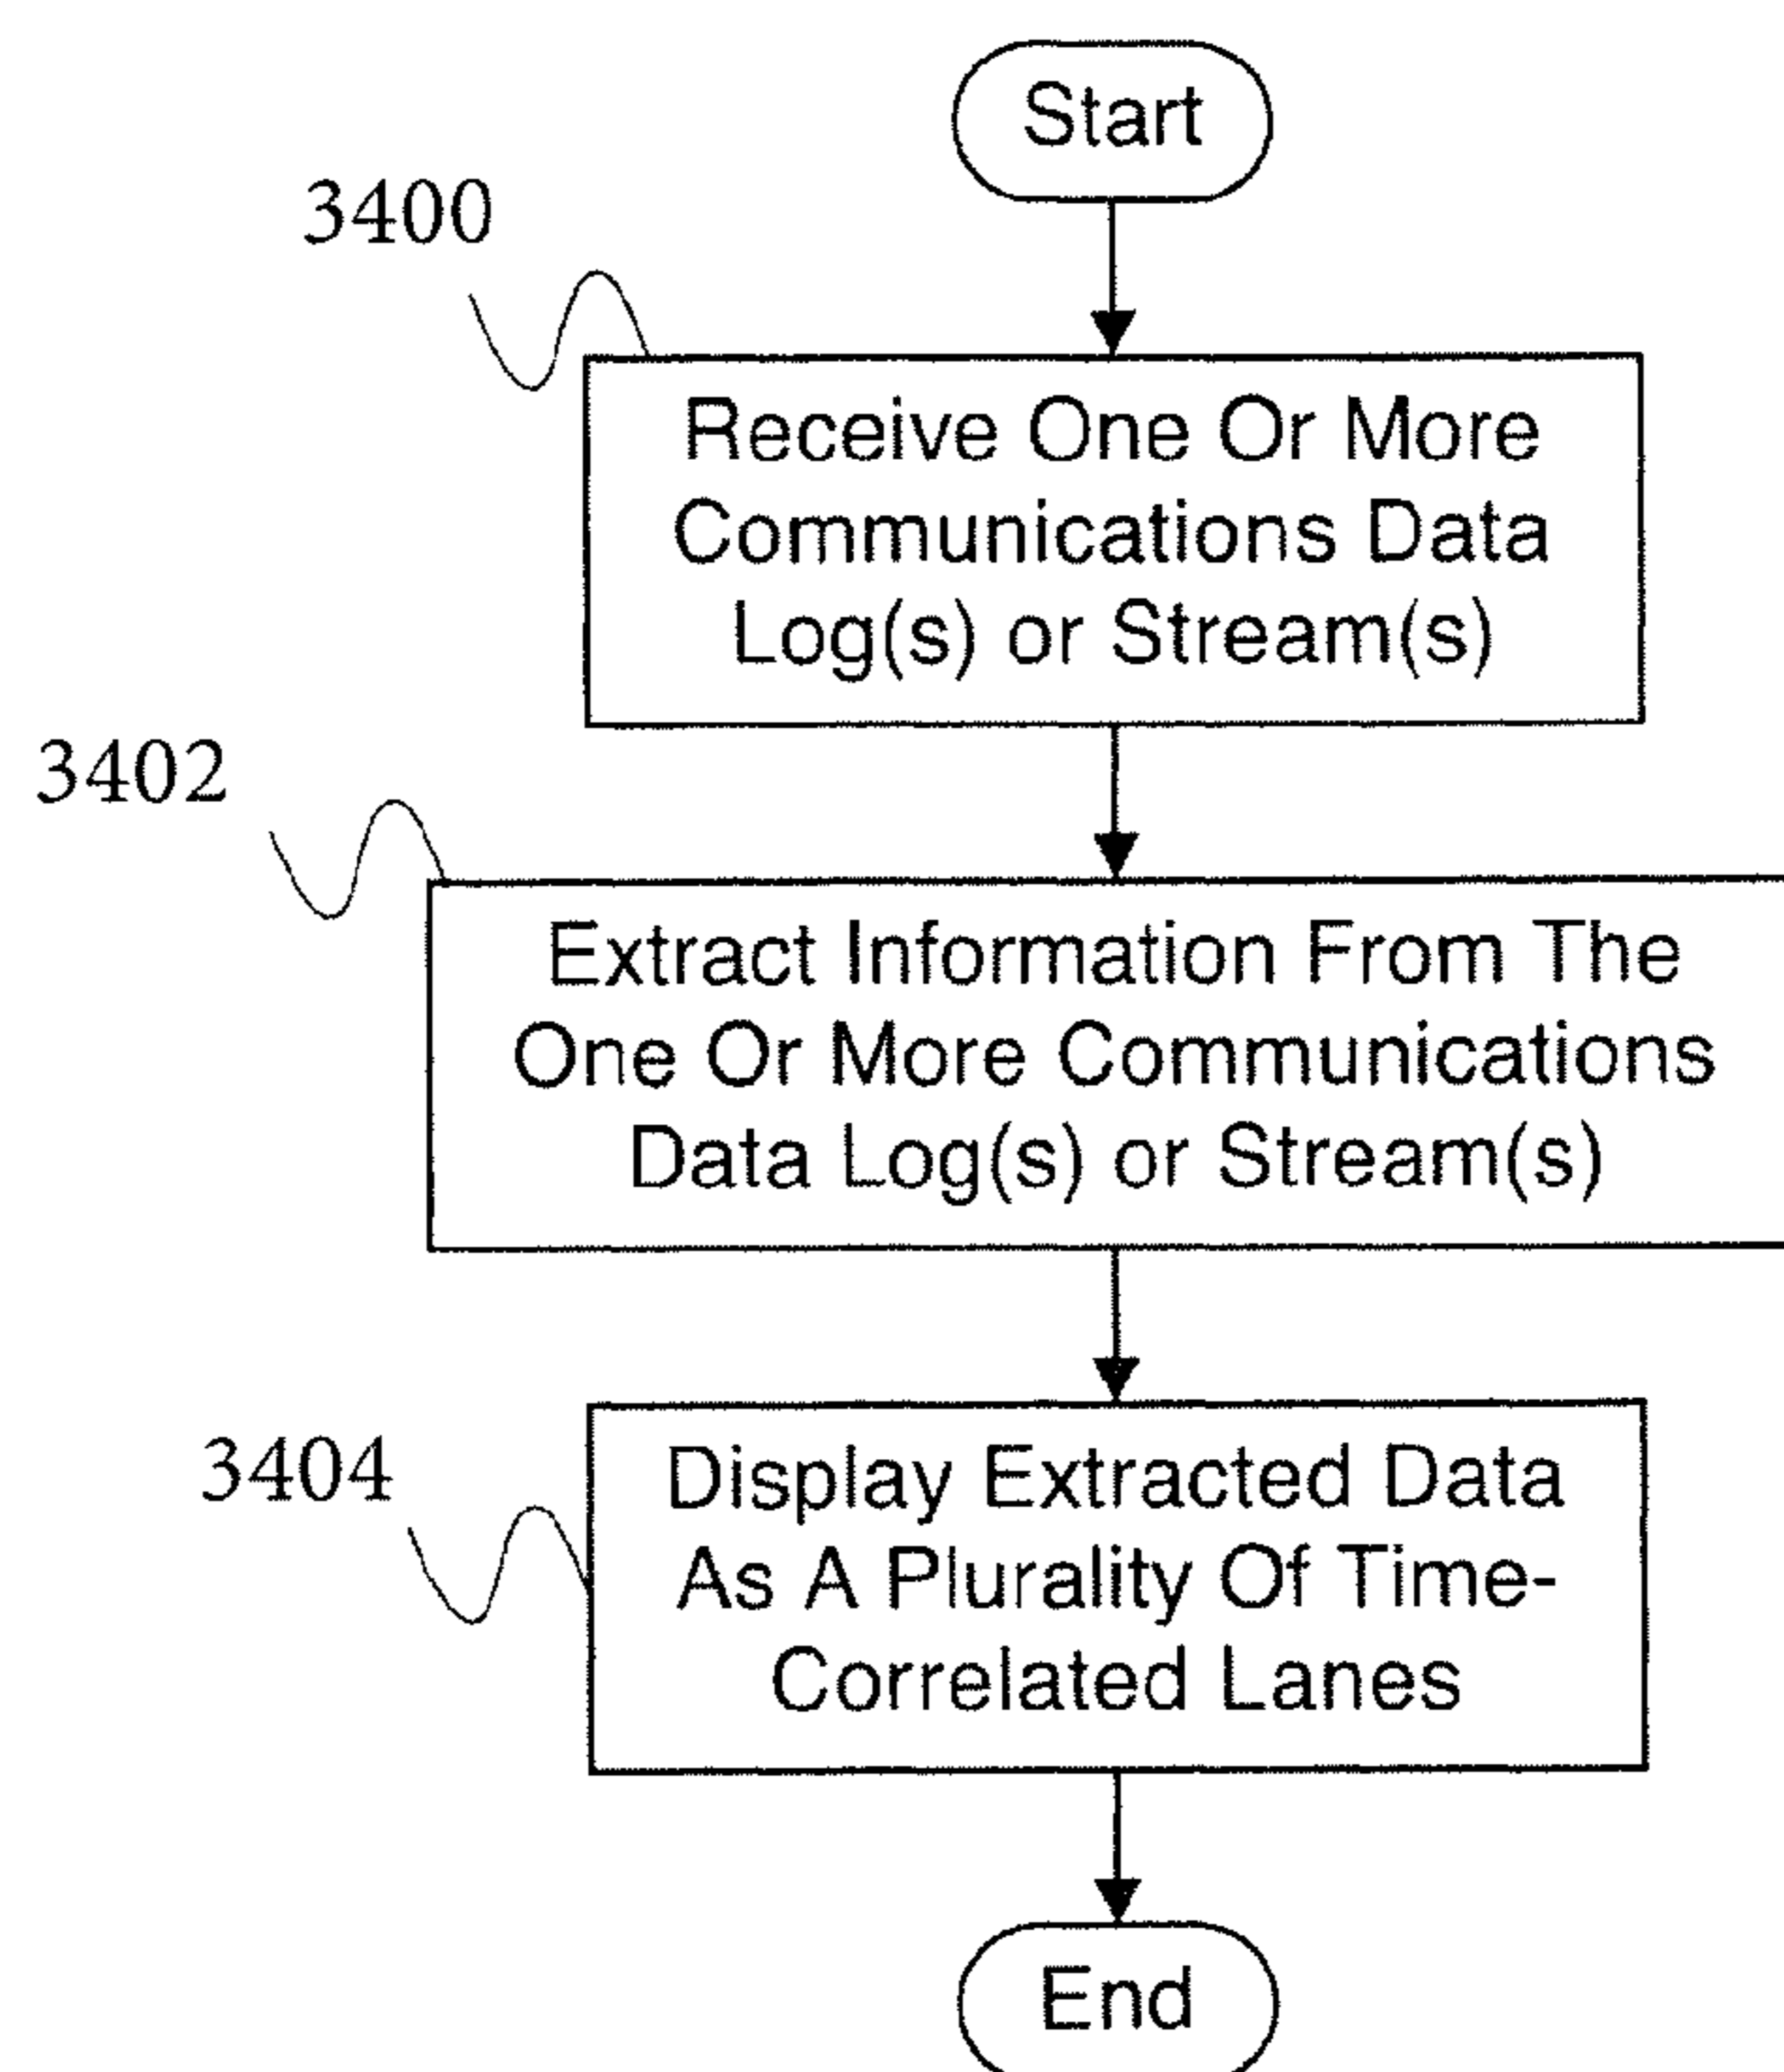 Start
3400
Receive One Or More
Communications Data
Log(s) or Stream(s)
3402
Extract Information From The
One Or More Communications
Data Log(s) or Stream(s)
3404
Display Extracted Data
As A Plurality Of Time-
Correlated Lanes
End